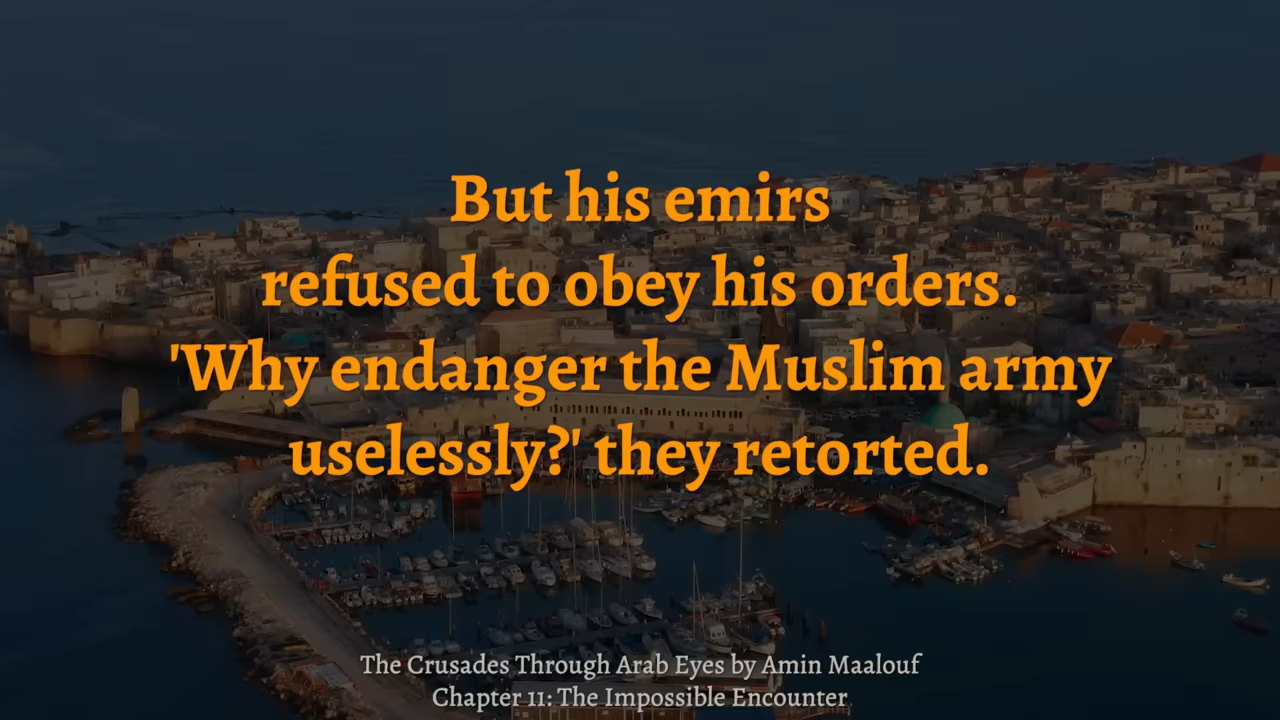 But his emirs
refused to obey his orders.
'Why endanger the Muslim army
uselessly?' they retorted.
The Crusades Through Arab Eyes by Amin Maalouf
Chapter 11: The Impossible Encounter